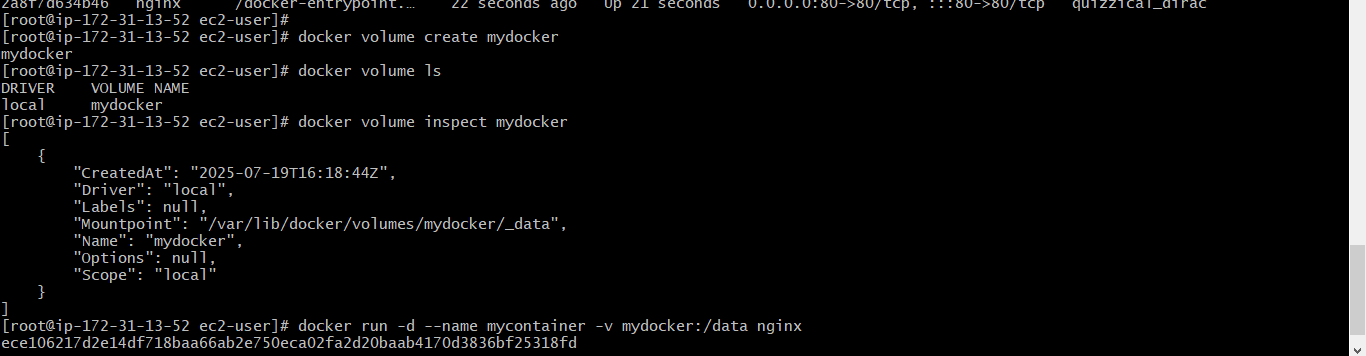 2a8f7d634b46   nginx     "/docker-entrypoint.…"   22 seconds ago   Up 21 seconds   0.0.0.0:80->80/tcp, :::80->80/tcp   quizzical_dirac
[root@ip-172-31-13-52 ec2-user]#
[root@ip-172-31-13-52 ec2-user]# docker volume create mydocker
mydocker
[root@ip-172-31-13-52 ec2-user]# docker volume ls
DRIVER    VOLUME NAME
local     mydocker
[root@ip-172-31-13-52 ec2-user]# docker volume inspect mydocker
[
    {
        "CreatedAt": "2025-07-19T16:18:44Z",
        "Driver": "local",
        "Labels": null,
        "Mountpoint": "/var/lib/docker/volumes/mydocker/_data",
        "Name": "mydocker",
        "Options": null,
        "Scope": "local"
    }
]
[root@ip-172-31-13-52 ec2-user]# docker run -d --name mycontainer -v mydocker:/data nginx
ece106217d2e14df718baa66ab2e750eca02fa2d20baab4170d3836bf25318fd